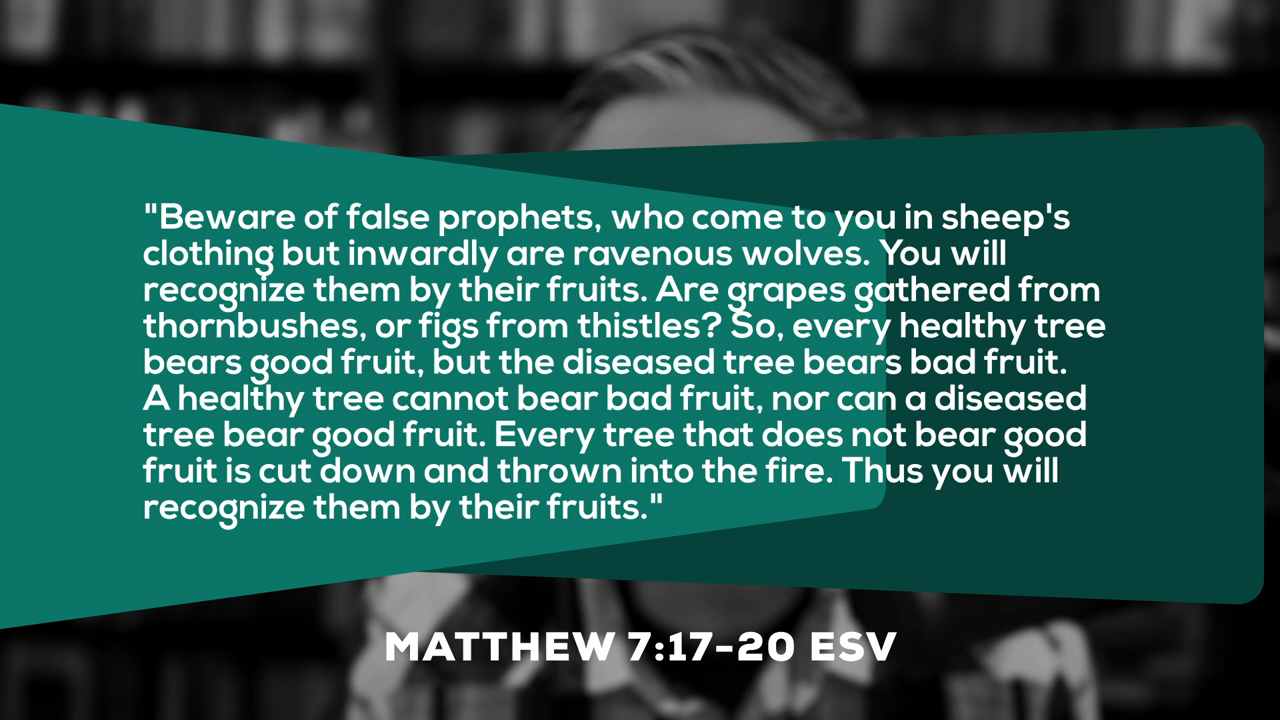 "Beware of false prophets, who come to you in sheep's
clothing but inwardly are ravenous wolves. You will
recognize them by their fruits. Are grapes gathered from
thornbushes, or figs from thistles? So, every healthy tree
bears good fruit, but the diseased tree bears bad fruit.
A healthy tree cannot bear bad fruit, nor can a diseased
tree bear good fruit. Every tree that does not bear good
fruit is cut down and thrown into the fire. Thus you will
recognize them by their fruits."
MATTHEW 7:17-20 ESV